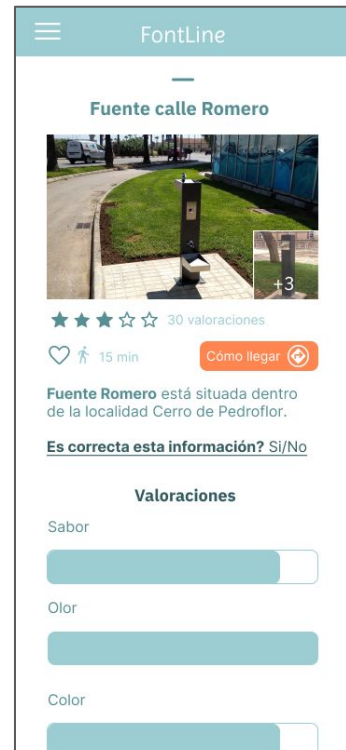 FontLine
Fuente calle Romero
+3
30 valoraciones
15 min
Cómo llegar
Fuente Romero está situada dentro
de la localidad Cerro de Pedroflor.
Es correcta esta información? Si/No
Valoraciones
Sabor
Olor
Color